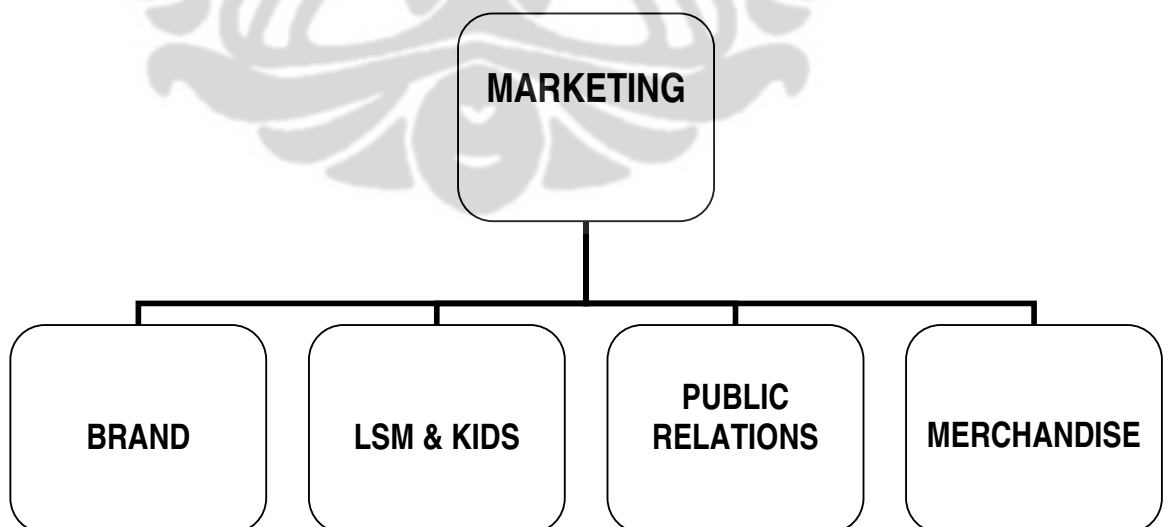 MARKETING
BRAND
LSM & KIDS
PUBLIC
RELATIONS
MERCHANDISE